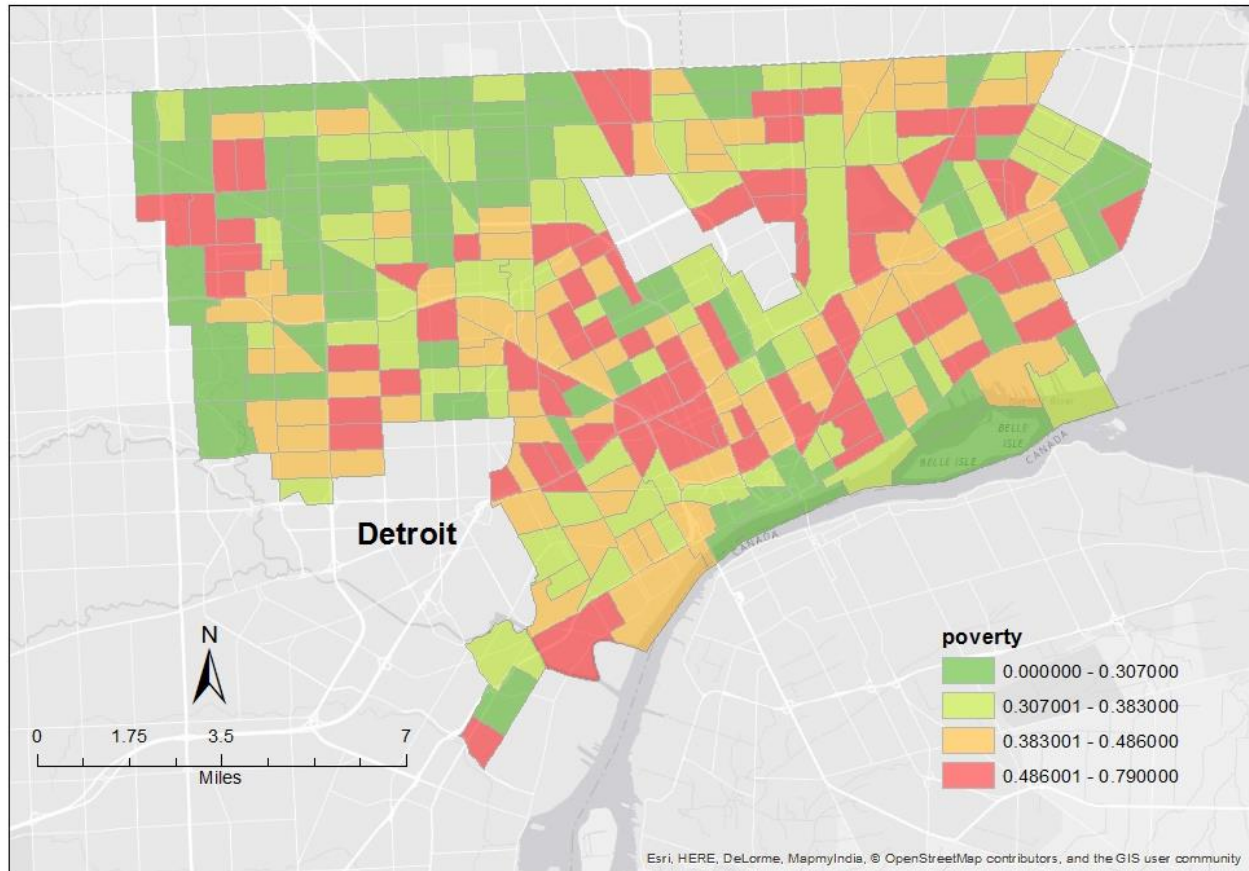 BELLE
ISLE
BELLE ISLE
CANADA
Detroit
CANADA
N
0 1.75 3.5 7
Miles
poverty
0.000000 - 0.307000
0.307001 - 0.383000
0.383001 - 0.486000
0.486001 - 0.790000
Esri, HERE, DeLorme, MapmyIndia, © OpenStreetMap contributors, and the GIS user community